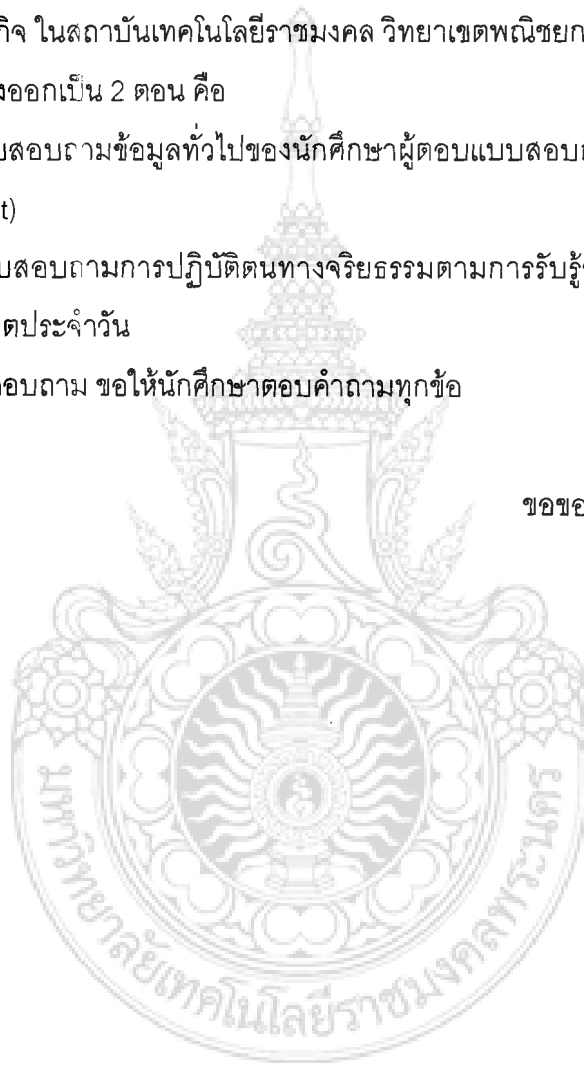 กิจ ในสถาบันเทคโนโลยีราชมงคล วิทยาเขตพณิชยก
งออกเป็น 2 ตอน คือ
บสอบถามข้อมูลทั่วไปของนักศึกษาผู้ตอบแบบสอบ
t)
บสอบถามการปฏิบัติตนทางจริยธรรมตามการรับรู้
ตประจำวัน
อบถาม ขอให้นักศึกษาตอบคำถามทุกข้อ
ขอขอ
มหาวิทยาลัยเทคโนโลยีราชมงคลพระนคร